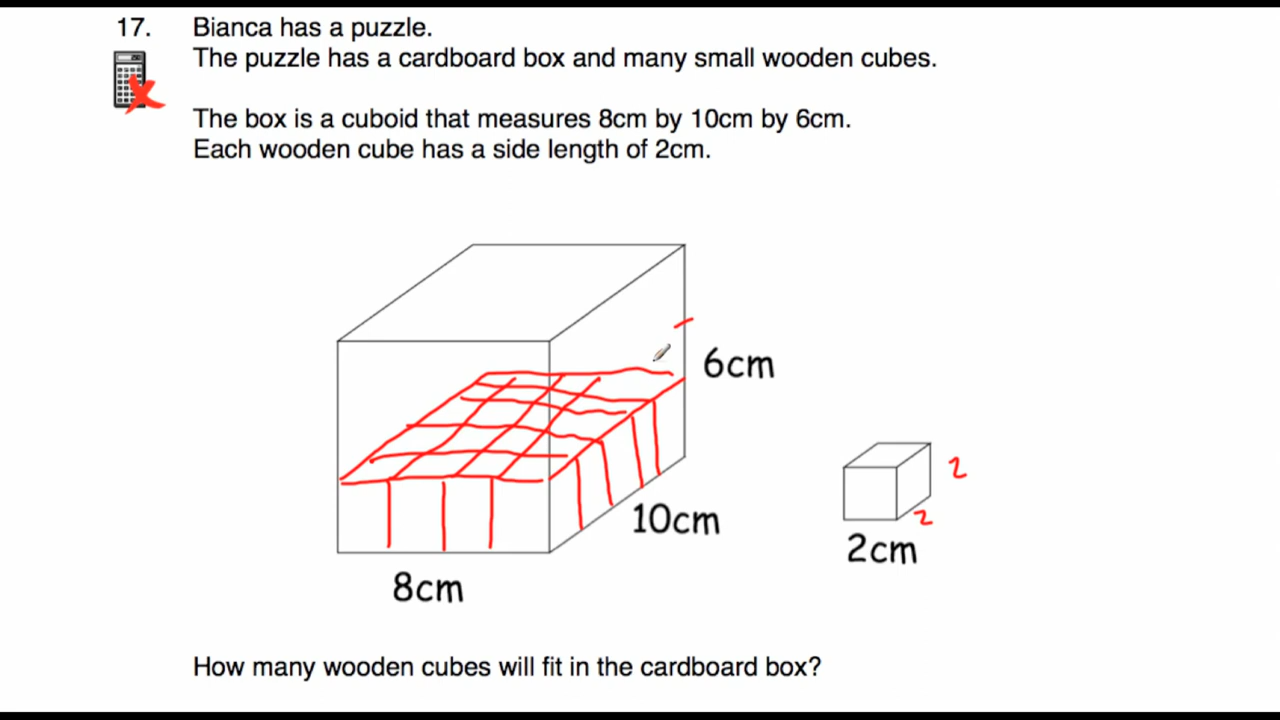 17. Bianca has a puzzle.
The puzzle has a cardboard box and many small wooden cubes.
The box is a cuboid that measures 8cm by 10cm by 6cm.
Each wooden cube has a side length of 2cm.
6cm
10cm
8cm
2
2
2cm
How many wooden cubes will fit in the cardboard box?